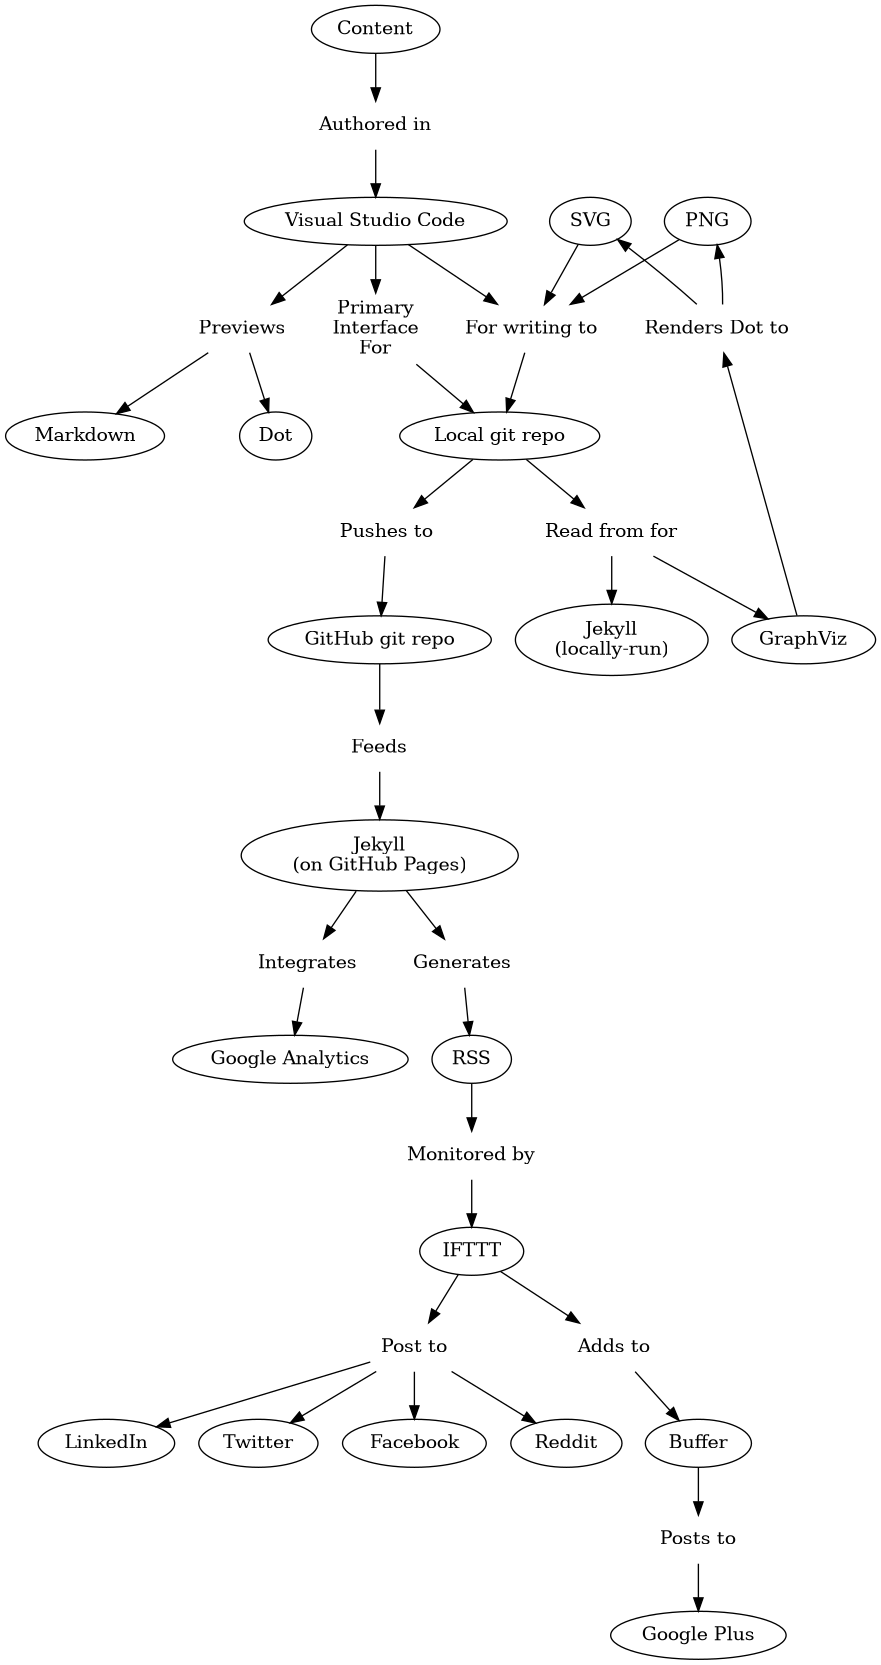 Content
Authored in
Visual Studio Code
SVG
PNG
Previews
Primary
Interface
For
For writing to
Renders Dot to
Markdown
Dot
Local git repo
Pushes to
Read from for
GitHub git repo
Jekyll
(locally-run)
GraphViz
Feeds
Jekyll
(on GitHub Pages)
Integrates
Generates
Google Analytics
RSS
Monitored by
IFTTT
Post to
Adds to
LinkedIn
Twitter
Facebook
Reddit
Buffer
Posts to
Google Plus